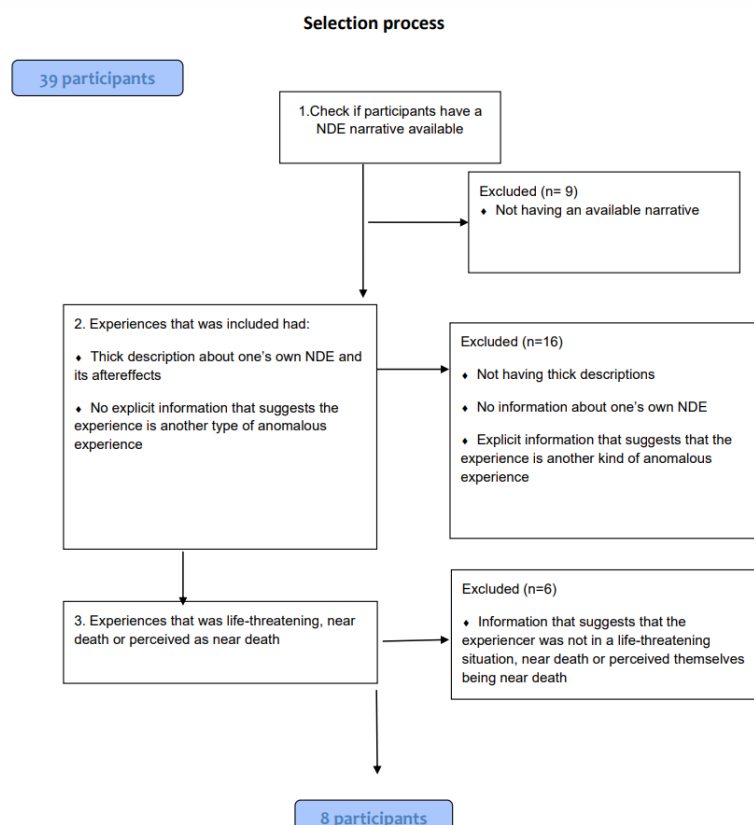 Selection process
39 participants
1.Check if participants have a
NDE narrative available
Excluded (n= 9)
♦ Not having an available narrative
2. Experiences that was included had:
♦ Thick description about one’s own NDE and
its aftereffects
♦ No explicit information that suggests the
experience is another type of anomalous
experience
Excluded (n=16)
♦ Not having thick descriptions
♦ No information about one’s own NDE
♦ Explicit information that suggests that the
experience is another kind of anomalous
experience
3. Experiences that was life-threatening, near
death or perceived as near death
Excluded (n=6)
♦ Information that suggests that the
experiencer was not in a life-threatening
situation, near death or perceived themselves
being near death
8 participants